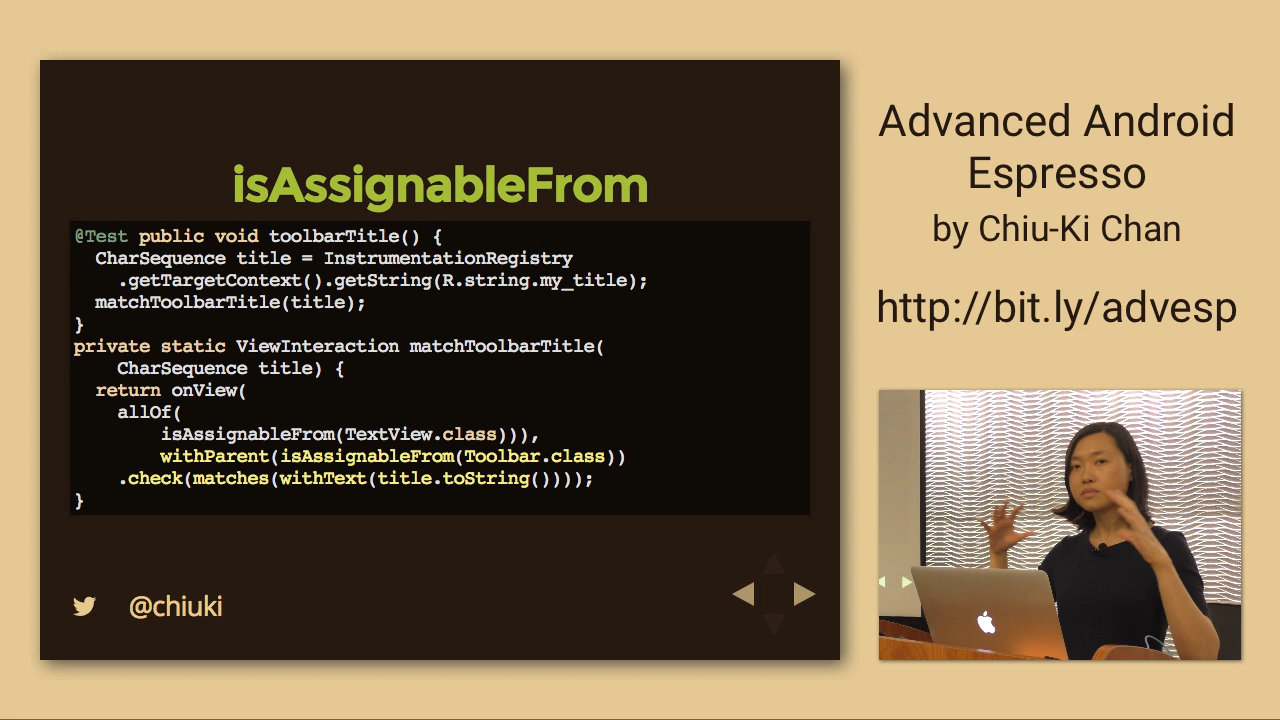 isAssignableFrom
@Test public void toolbarTitle() {
  CharSequence title = InstrumentationRegistry
    .getTargetContext().getString(R.string.my_title);
  matchToolbarTitle(title);
}
private static ViewInteraction matchToolbarTitle(
    CharSequence title) {
  return onView(
    allOf(
        isAssignableFrom(TextView.class))),
        withParent(isAssignableFrom(Toolbar.class))
    .check(matches(withText(title.toString())));
}
@chiuki
Advanced Android
Espresso
by Chiu-Ki Chan
http://bit.ly/advesp